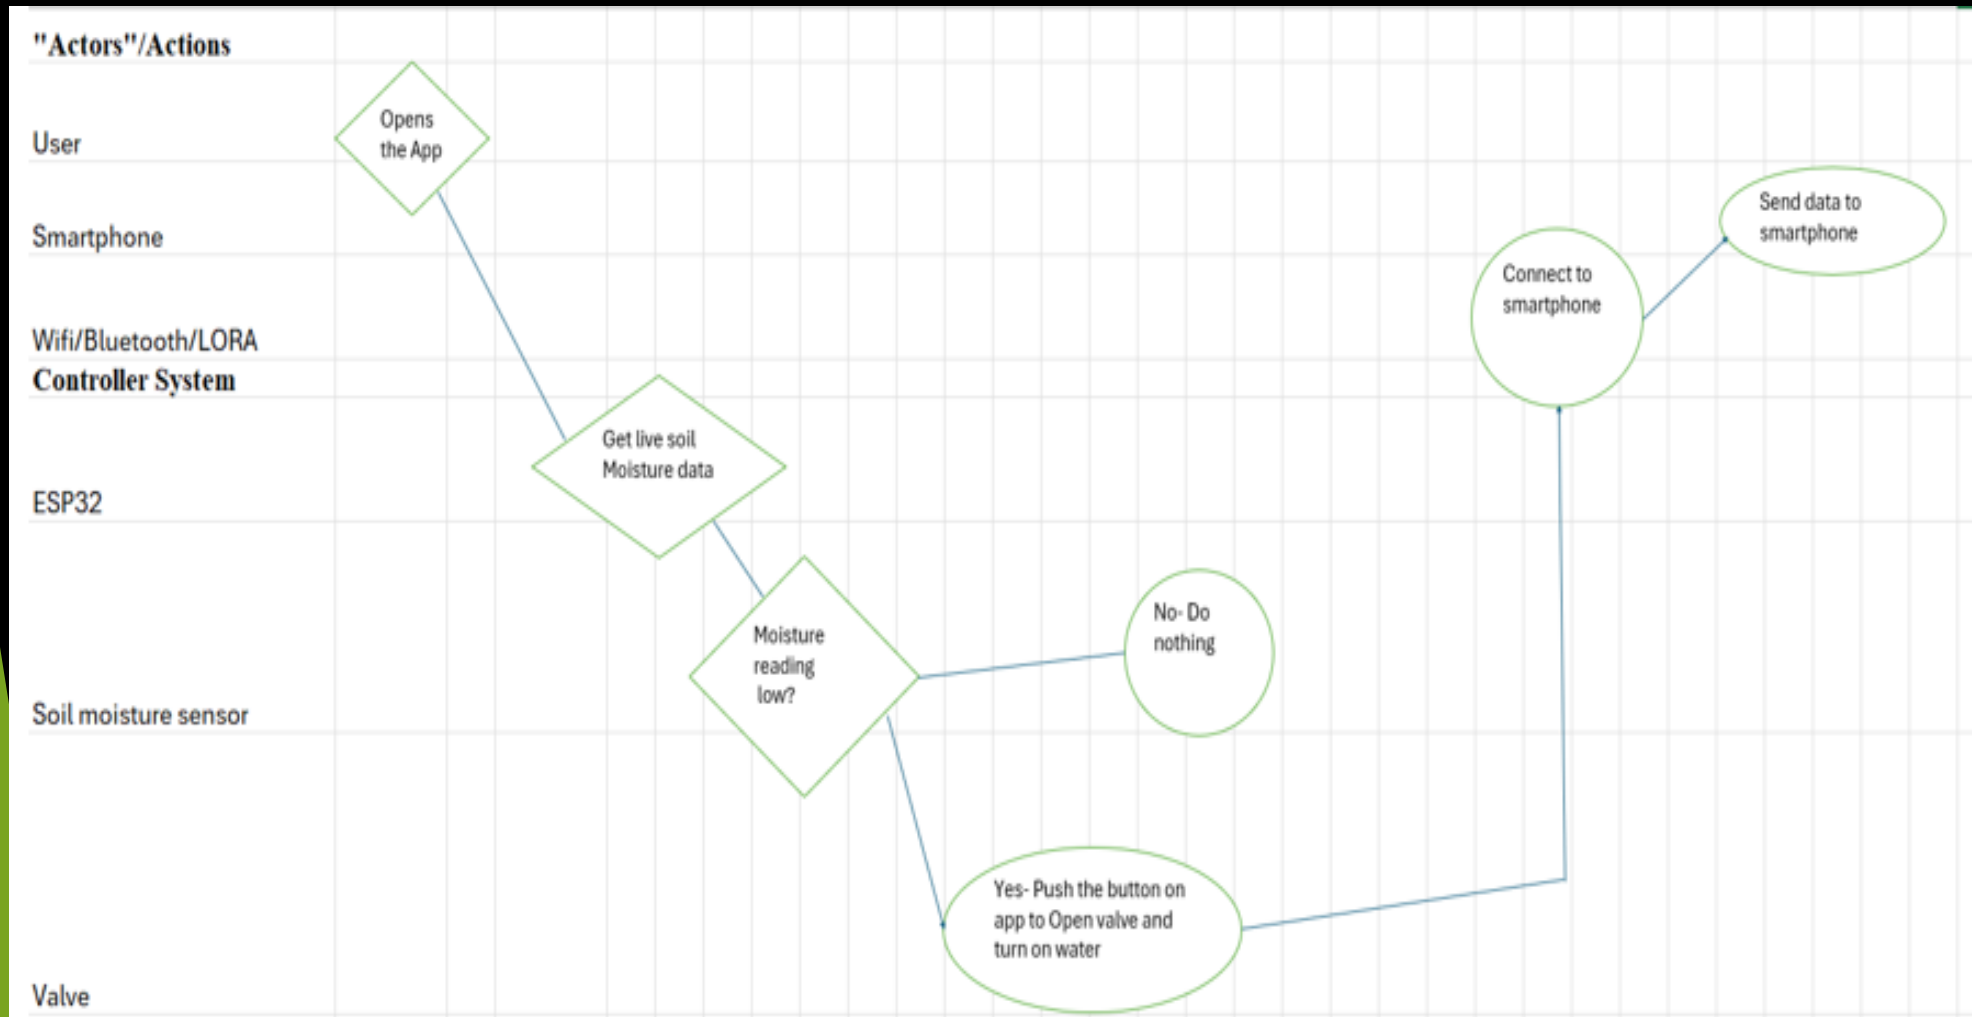 "Actors"/Actions
Opens
the App
User
Send data to
smartphone
Smartphone
Connect to
smartphone
Wifi/Bluetooth/LORA
Controller System
Get live soil
Moisture data
ESP32
No- Do
nothing
Moisture
reading
low?
Soil moisture sensor
Yes- Push the button on
app to Open valve and
turn on water
Valve